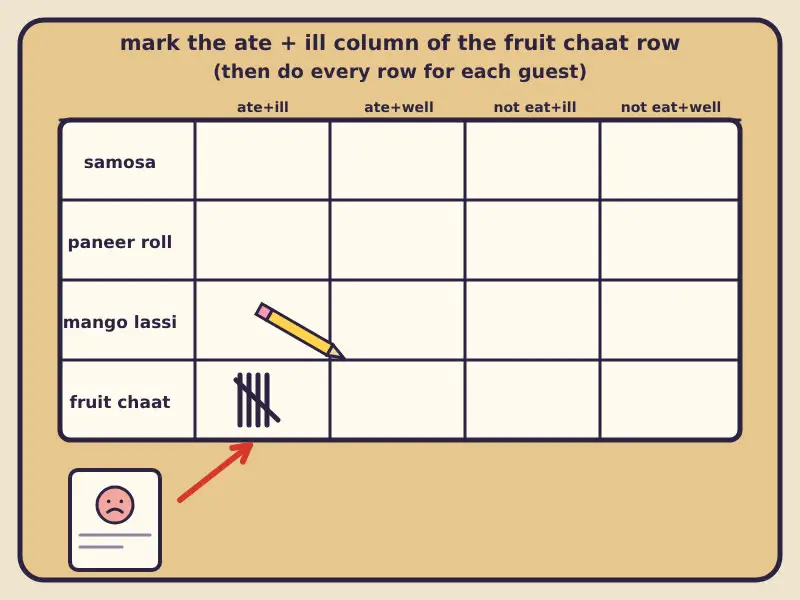 mark the ate + ill column of the fruit chaat row
(then do every row for each guest)
ate+ill ate+well not eat+ill not eat+well
samosa
paneer roll
mango lassi
fruit chaat